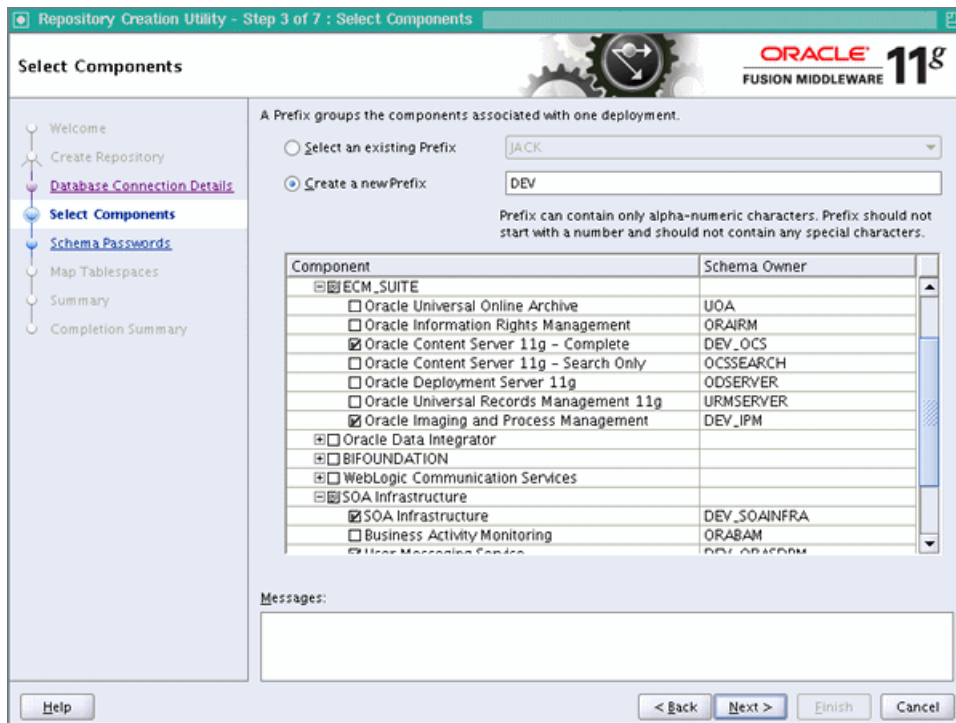 Repository Creation Utility - Step 3 of 7 : Select Components
Select Components
ORACLE
FUSION MIDDLEWARE
11g
Welcome
Create Repository
Database Connection Details
Select Components
Schema Passwords
Map Tablespaces
Summary
Completion Summary
A Prefix groups the components associated with one deployment.
Select an existing Prefix JACK
Create a new Prefix DEV
Prefix can contain only alpha-numeric characters. Prefix should not
start with a number and should not contain any special characters.
Component Schema Owner
ECM_SUITE
Oracle Universal Online Archive UOA
Oracle Information Rights Management ORAIRM
Oracle Content Server 11g - Complete DEV_OCS
Oracle Content Server 11g - Search Only OCSSEARCH
Oracle Deployment Server 11g ODSERVER
Oracle Universal Records Management 11g URMSERVER
Oracle Imaging and Process Management DEV_IPM
Oracle Data Integrator
BIFOUNDATION
WebLogic Communication Services
SOA Infrastructure
SOA Infrastructure DEV_SOAINFRA
Business Activity Monitoring ORABAM
User Messaging Service DEV_ORASDPM
Messages:
Help
< Back
Next >
Finish
Cancel